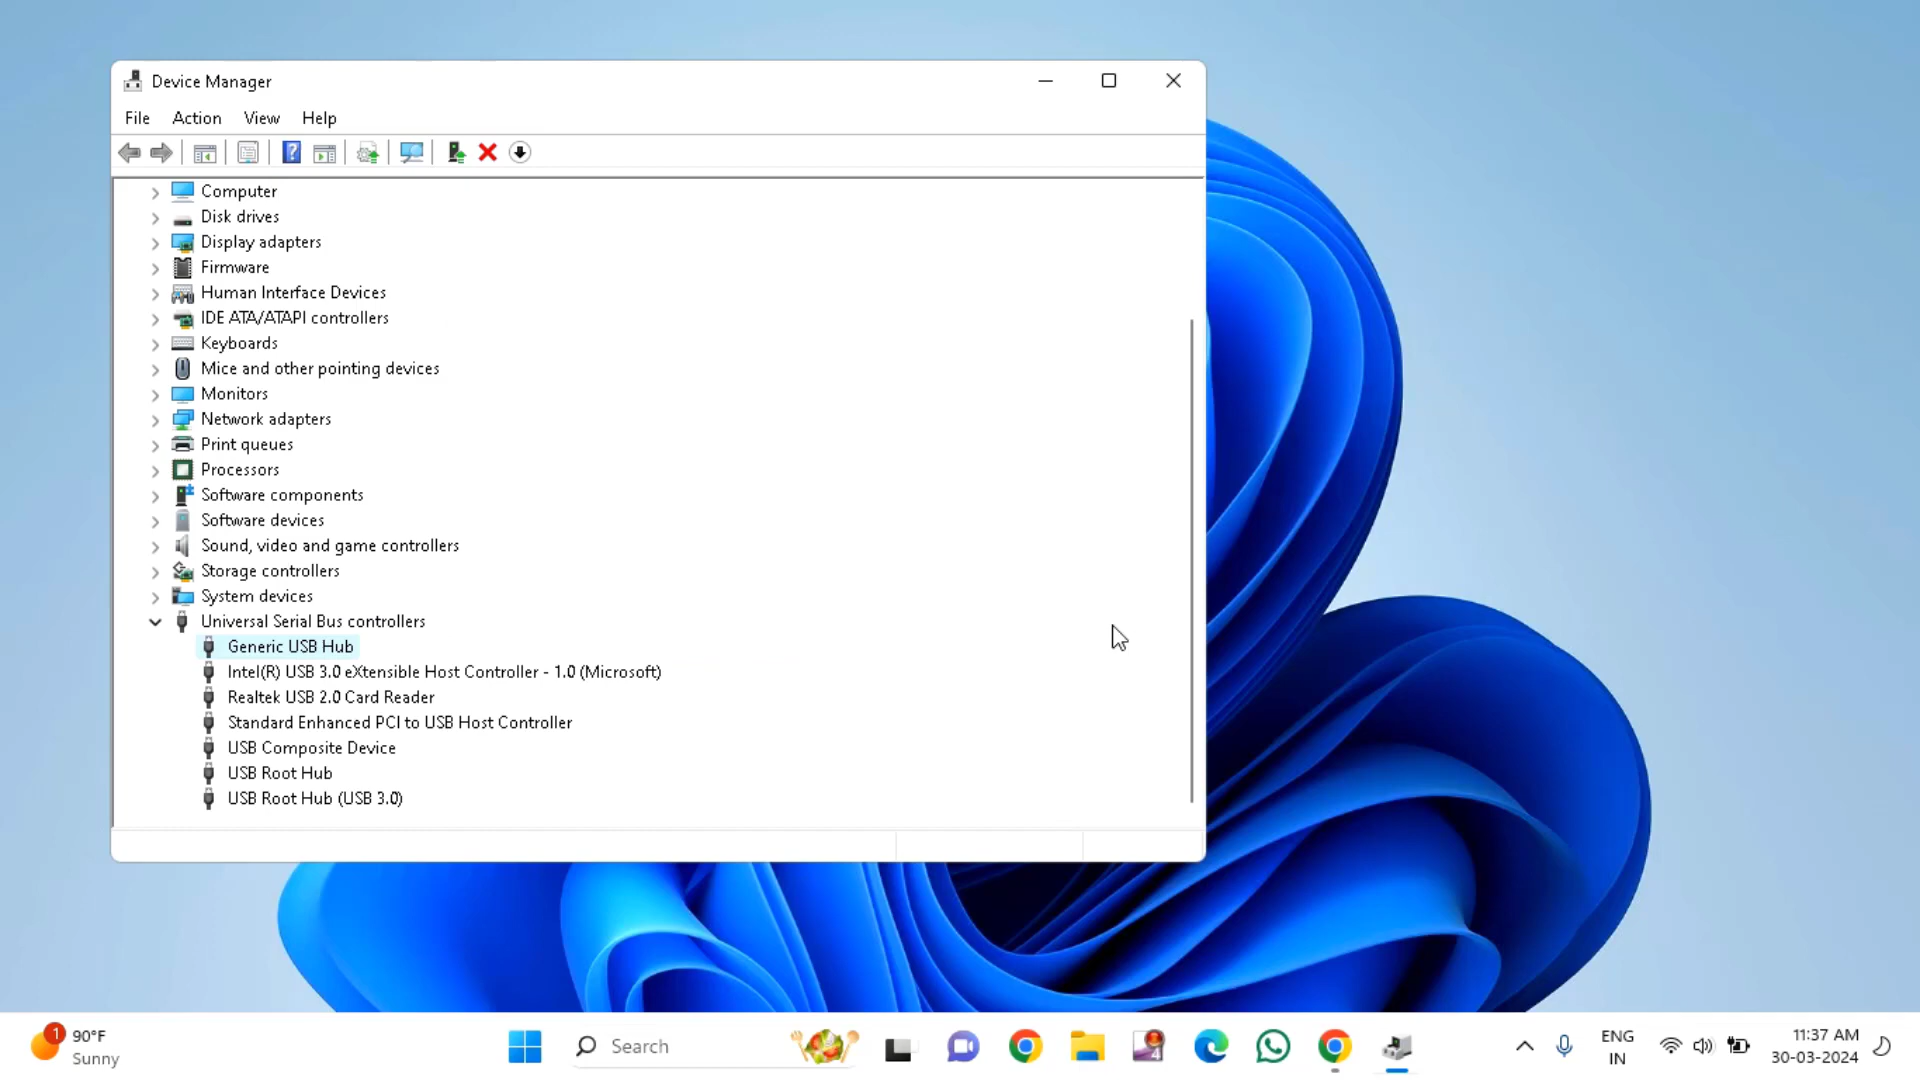 Device Manager
File Action View Help
?
Computer
Disk drives
Display adapters
Firmware
Human Interface Devices
IDE ATA/ATAPI controllers
Keyboards
Mice and other pointing devices
Monitors
Network adapters
Print queues
Processors
Software components
Software devices
Sound, video and game controllers
Storage controllers
System devices
Universal Serial Bus controllers
Generic USB Hub
Intel(R) USB 3.0 eXtensible Host Controller - 1.0 (Microsoft)
Realtek USB 2.0 Card Reader
Standard Enhanced PCI to USB Host Controller
USB Composite Device
USB Root Hub
USB Root Hub (USB 3.0)
1
90°F
Sunny
Search
4
ENG
IN
11:37 AM
30-03-2024